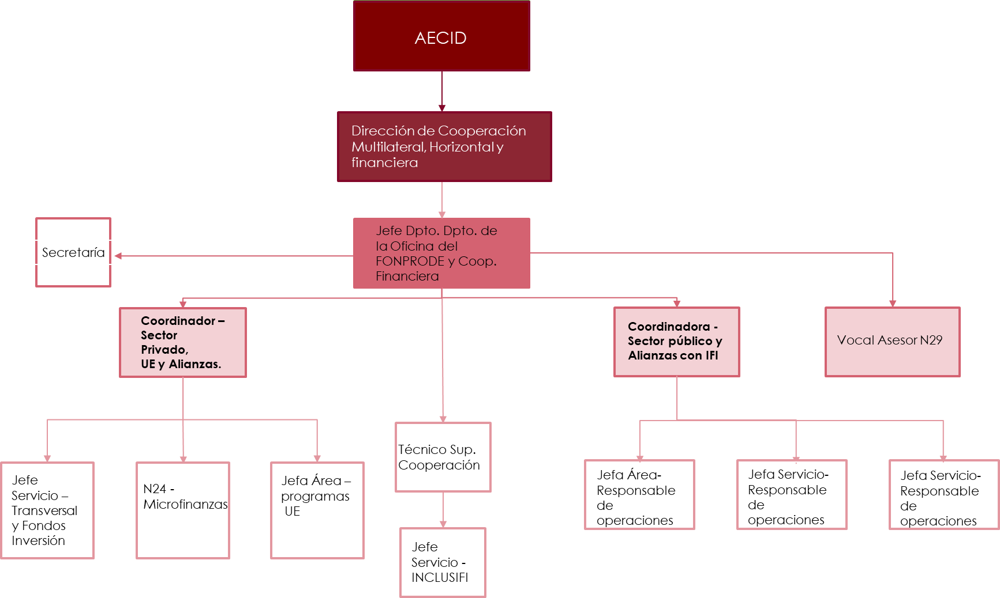 AECID
Dirección de Cooperación
Multilateral, Horizontal y
financiera
Secretaría
Jefe Dpto. Dpto. de
la Oficina del
FONPRODE y Coop.
Financiera
Coordinador –
Sector
Privado,
UE y Alianzas.
Coordinadora -
Sector público y
Alianzas con IFI
Vocal Asesor N29
Jefe
Servicio –
Transversal
y Fondos
Inversión
N24 -
Microfinanzas
Jefa Área –
programas
UE
Técnico Sup.
Cooperación
Jefe
Servicio -
INCLUSIFI
Jefa Área-
Responsable
de
operaciones
Jefa Servicio-
Responsable
de
operaciones
Jefa Servicio-
Responsable
de
operaciones